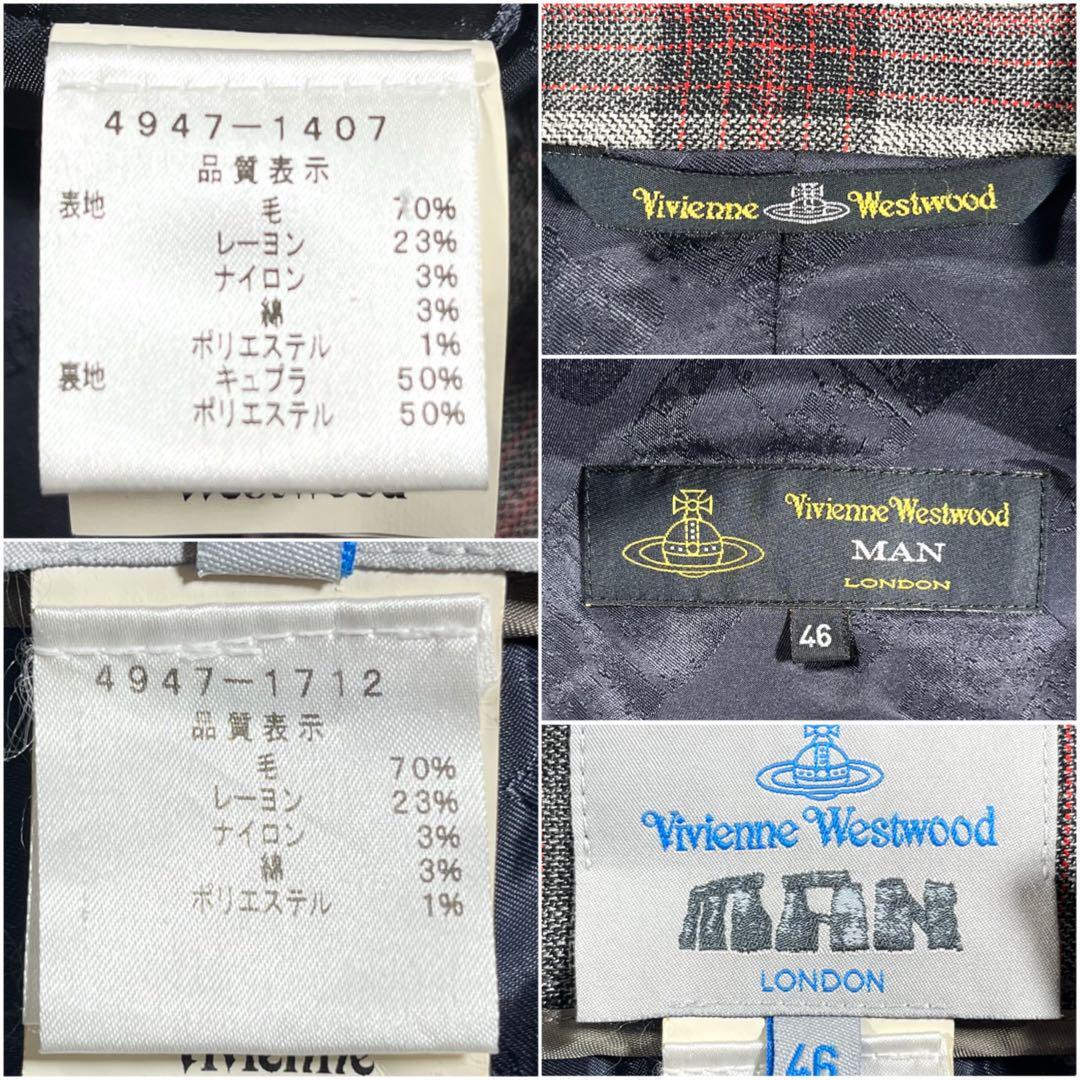 4947-1407
品質表示
表地 毛 70%
レーヨン 23%
ナイロン 3%
綿 3%
ポリエステル 1%
裏地 キュプラ 50%
ポリエステル 50%
Westwood
Vivienne Westwood
Vivienne Westwood
MAN
LONDON
46
4947-1712
品質表示
毛 70%
レーヨン 23%
ナイロン 3%
綿 3%
ポリエステル 1%
Vivienne
Vivienne Westwood
MAN
LONDON
46